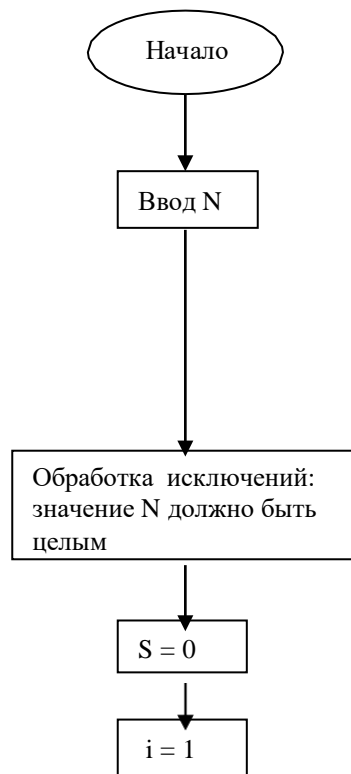 Начало
Ввод N
Обработка исключений:
значение N должно быть
целым
S = 0
i = 1